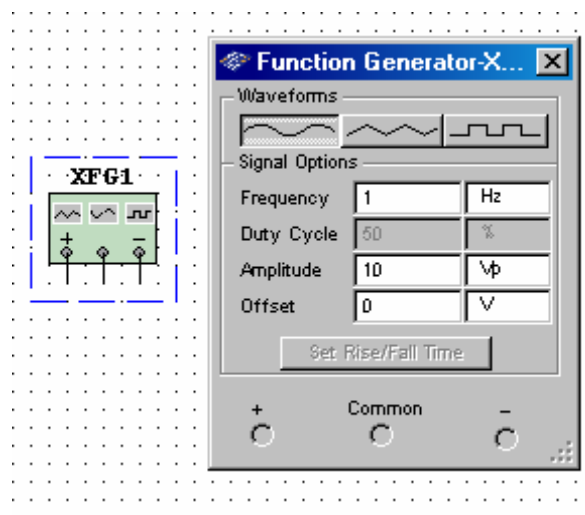 XFG1
+ −
Function Generator-X...
Waveforms
Signal Options
Frequency 1 Hz
Duty Cycle 50 %
Amplitude 10 Vp
Offset 0 V
Set Rise/Fall Time
+ Common −